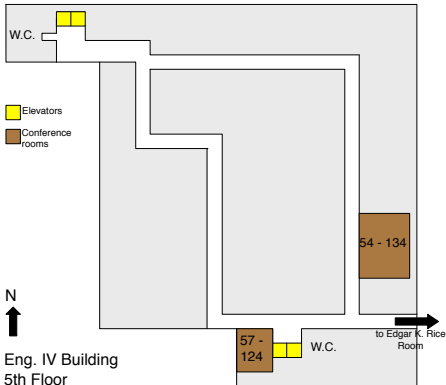 W.C.
Elevators
Conference
rooms
54 - 134
N
to Edgar K. Rice
Room
57 -
124
W.C.
Eng. IV Building
5th Floor